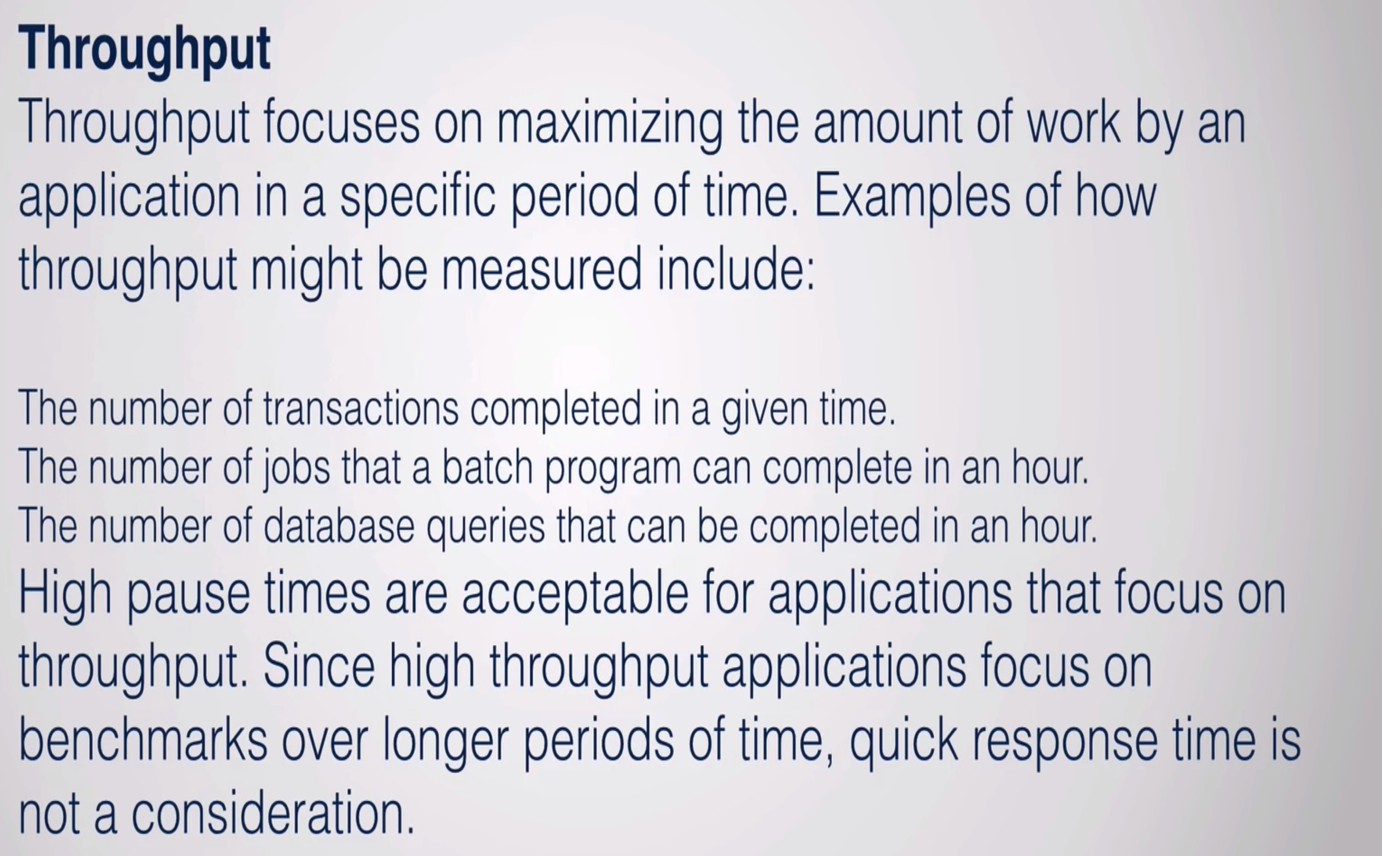 Throughput
Throughput focuses on maximizing the amount of work by an
application in a specific period of time. Examples of how
throughput might be measured include:
The number of transactions completed in a given time.
The number of jobs that a batch program can complete in an hour.
The number of database queries that can be completed in an hour.
High pause times are acceptable for applications that focus on
throughput. Since high throughput applications focus on
benchmarks over longer periods of time, quick response time is
not a consideration.